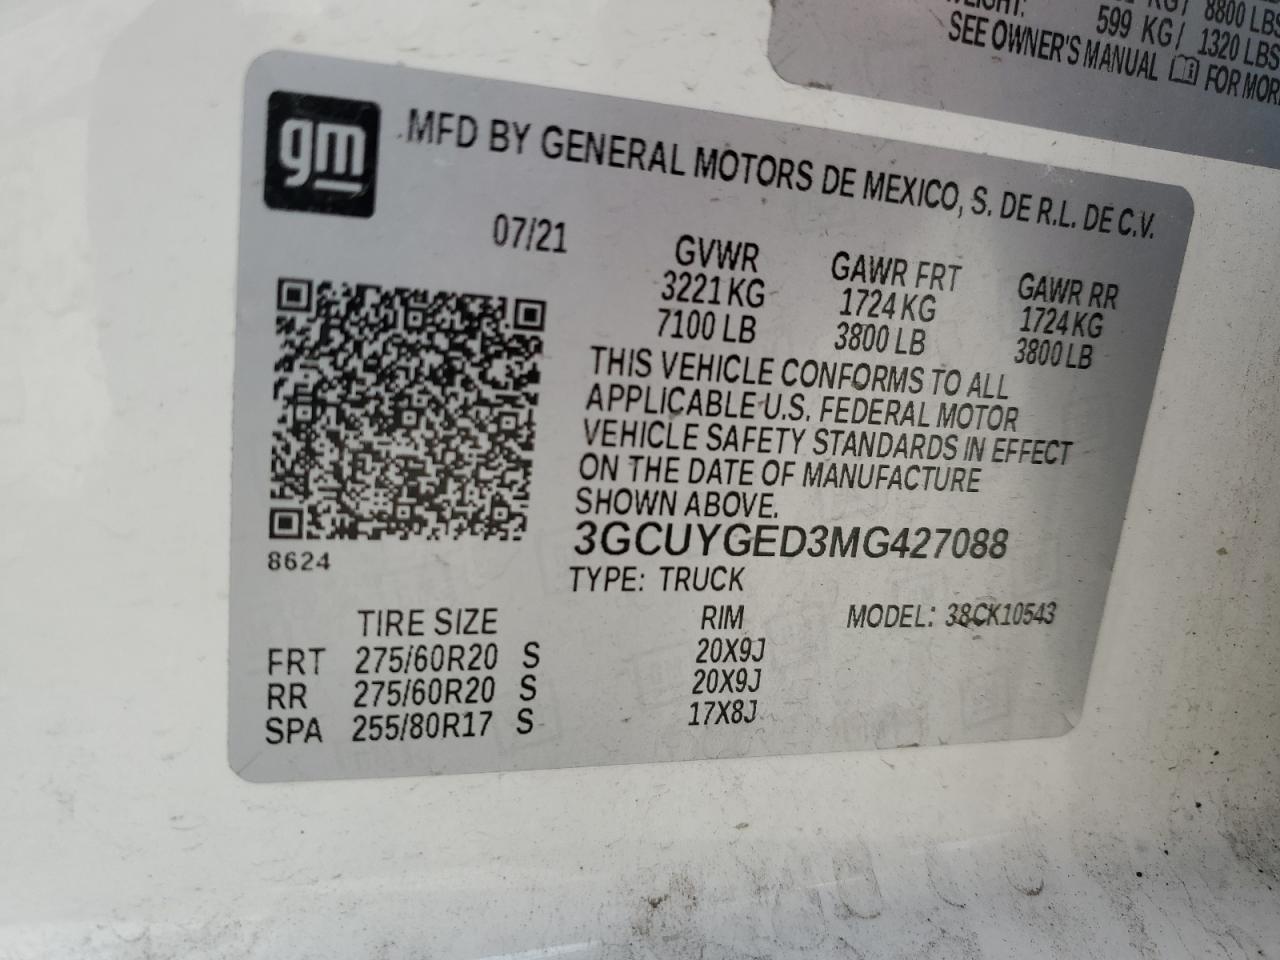 8800 LBS
599 KG/ 1320 LBS
SEE OWNER'S MANUAL FOR MOR
gm
MFD BY GENERAL MOTORS DE MEXICO, S. DE R.L. DE C.V.
07/21
GVWR GAWR FRT GAWR RR
3221 KG 1724 KG 1724 KG
7100 LB 3800 LB 3800 LB
THIS VEHICLE CONFORMS TO ALL
APPLICABLE U.S. FEDERAL MOTOR
VEHICLE SAFETY STANDARDS IN EFFECT
ON THE DATE OF MANUFACTURE
SHOWN ABOVE.
3GCUYGED3MG427088
8624
TYPE: TRUCK
TIRE SIZE RIM MODEL: 38CK10543
FRT 275/60R20 S 20X9J
RR 275/60R20 S 20X9J
SPA 255/80R17 S 17X8J